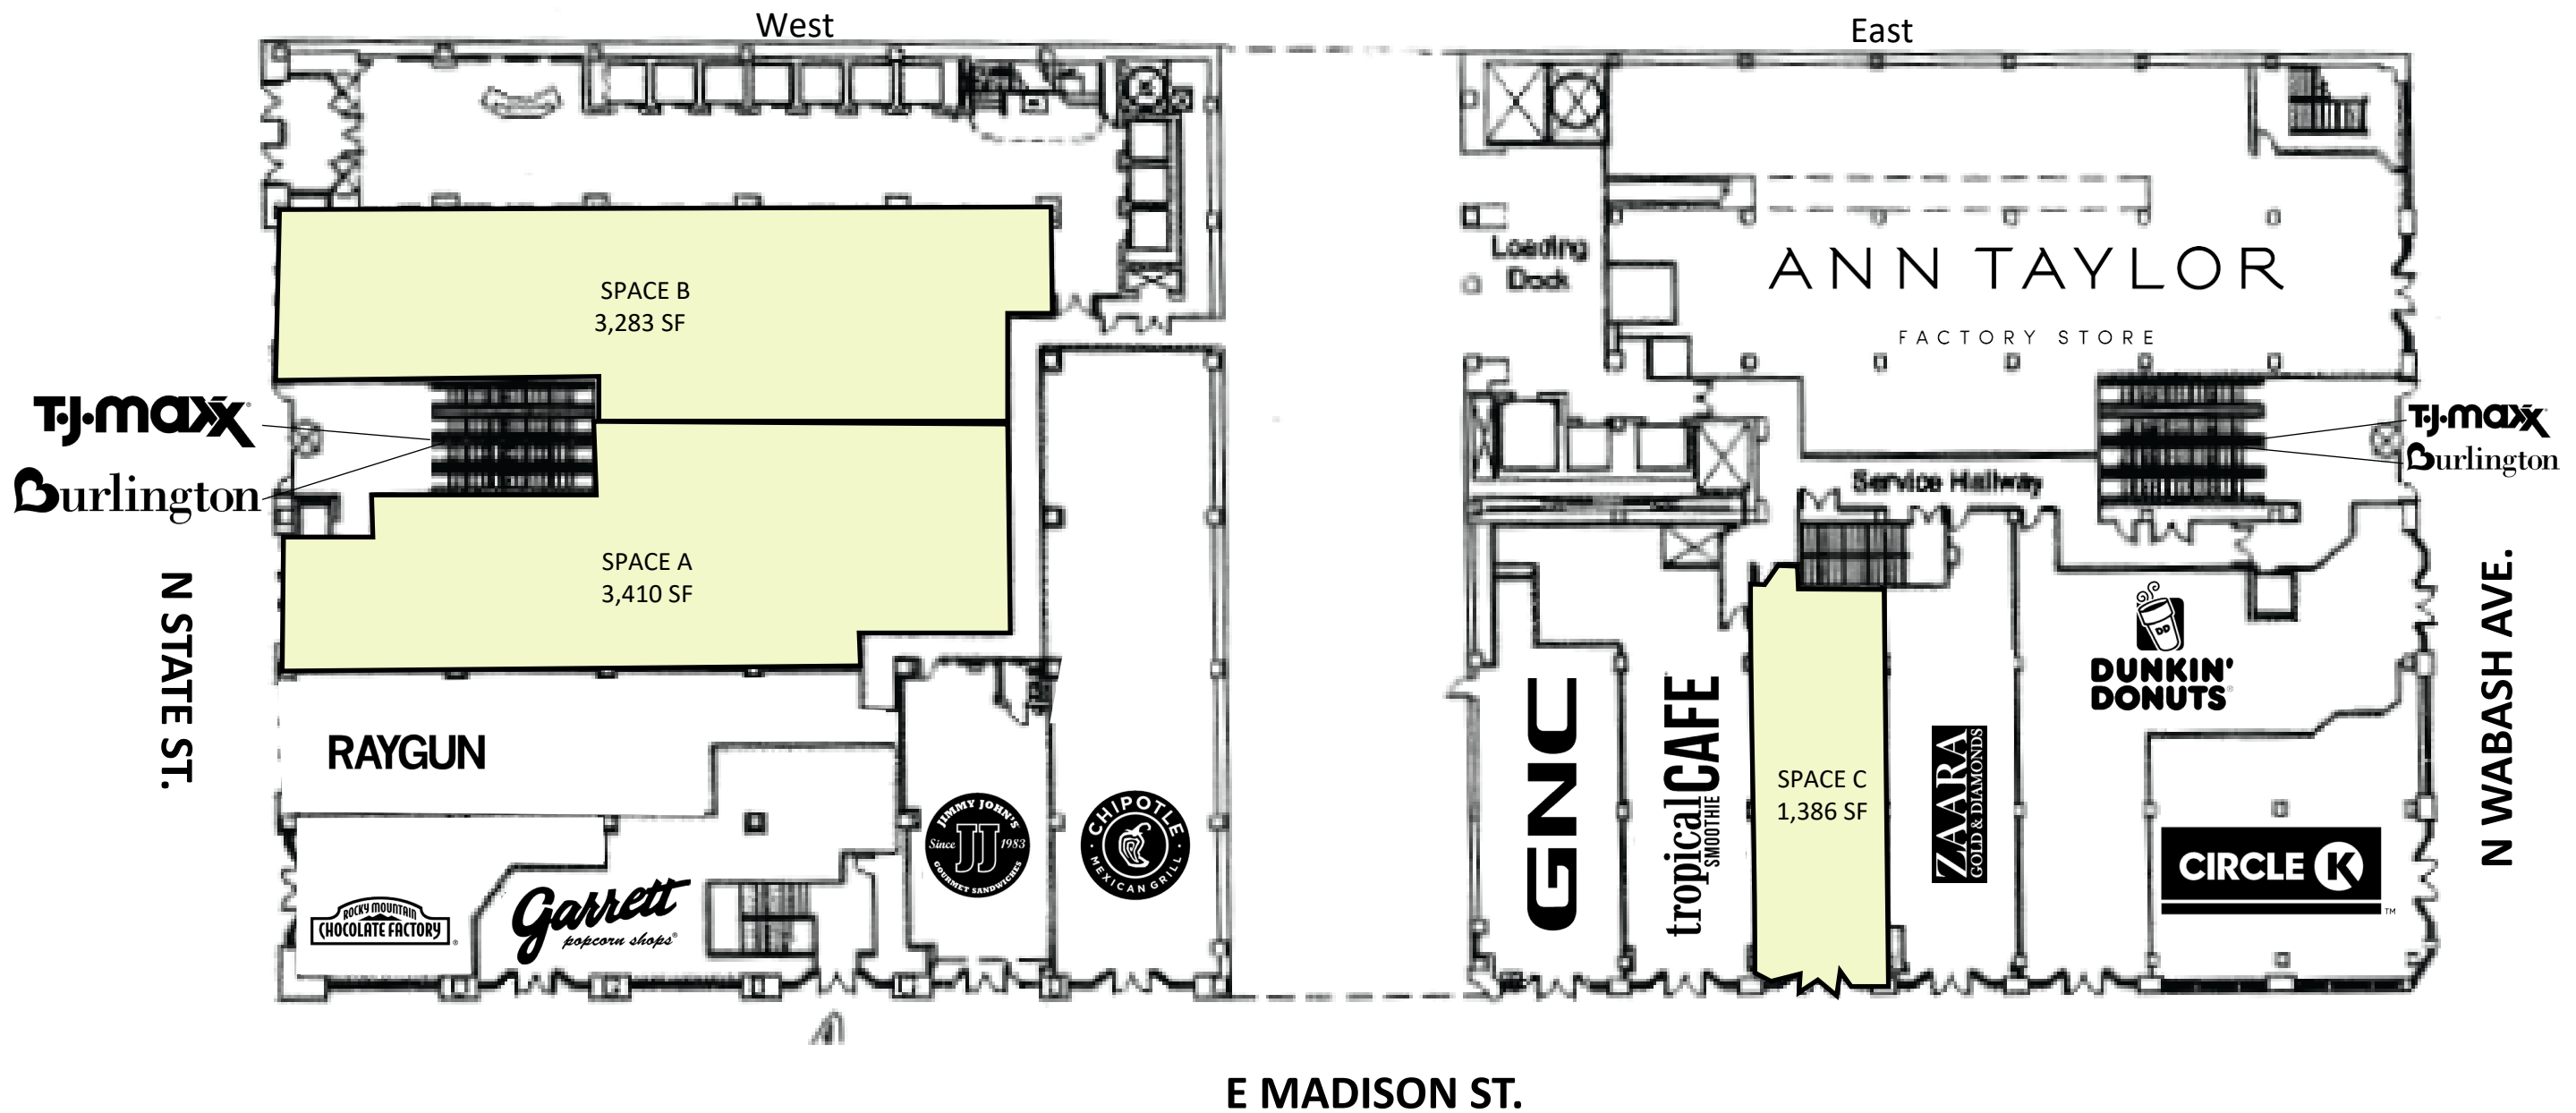 West
East
SPACE B
3,283 SF
Loading
Dock
ANN TAYLOR
FACTORY STORE
T·J·maxx
Burlington
T·J·maxx
Burlington
Service Hallway
SPACE A
3,410 SF
N STATE ST.
N WABASH AVE.
RAYGUN
JIMMY JOHN'S
Since JJ 1983
GOURMET SANDWICHES
CHIPOTLE
MEXICAN GRILL
GNC
tropical CAFE
SMOOTHIE
SPACE C
1,386 SF
ZAARA
GOLD & DIAMONDS
DD
DUNKIN'
DONUTS®
CIRCLE K™
ROCKY MOUNTAIN
CHOCOLATE FACTORY®
Garrett
popcorn shops®
E MADISON ST.